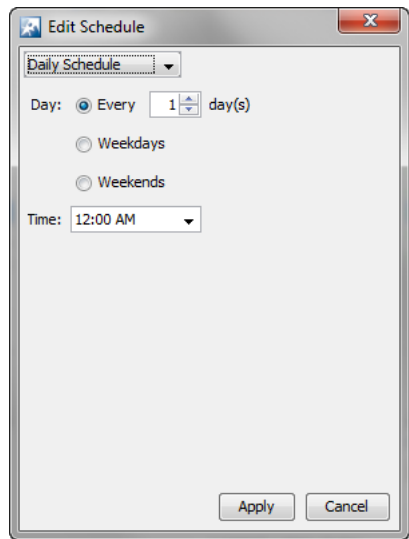 Edit Schedule
Daily Schedule
Day: Every 1 day(s)
Weekdays
Weekends
Time: 12:00 AM
Apply Cancel